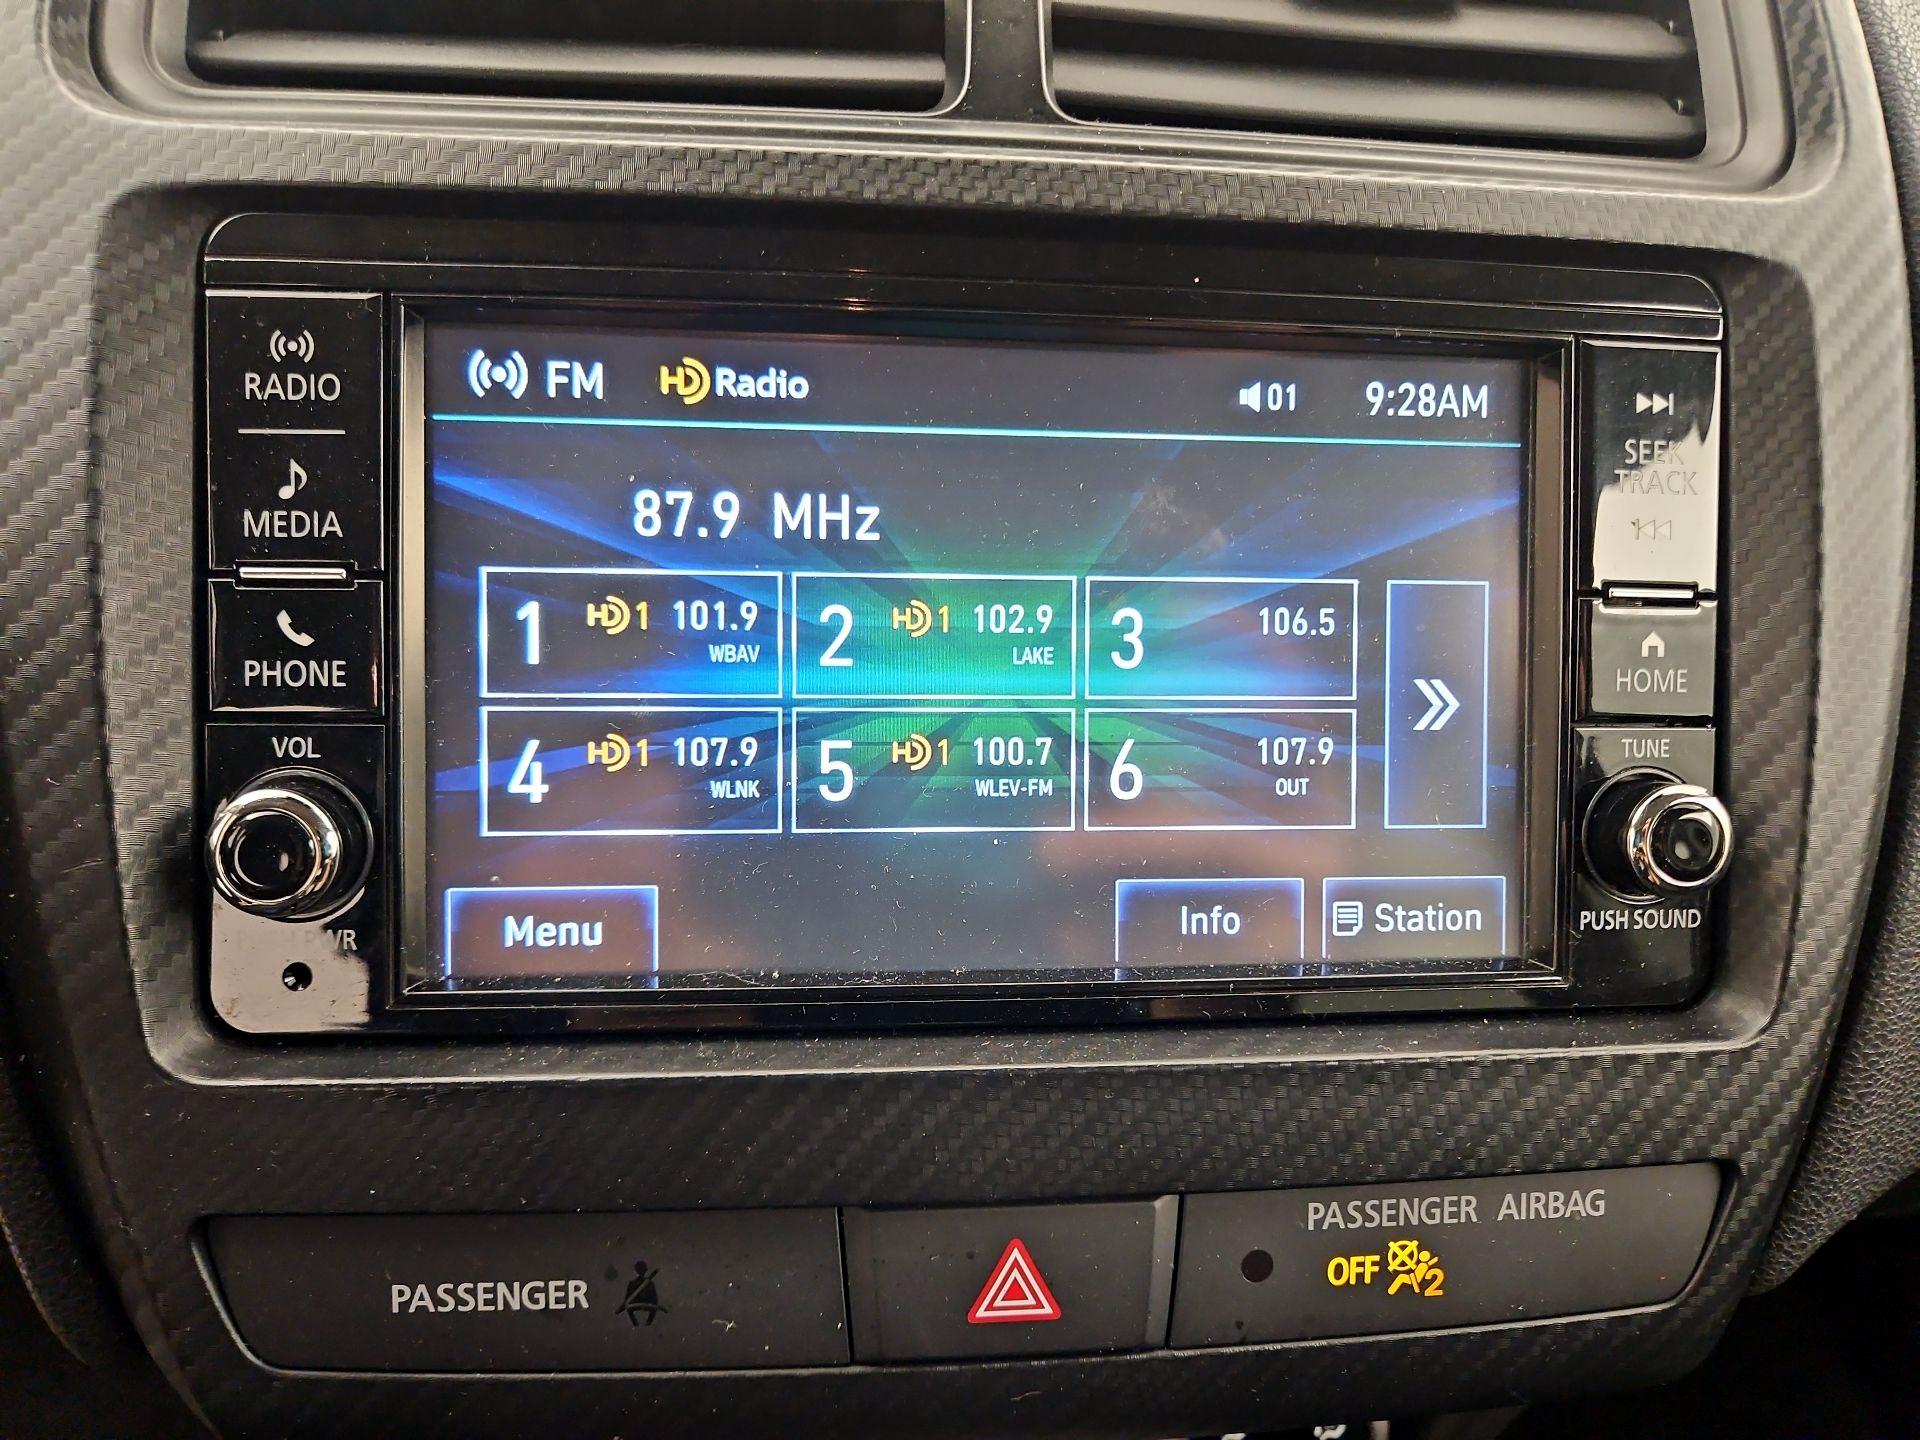 RADIO
MEDIA
PHONE
VOL
PWR
FM HD Radio 01 9:28AM
87.9 MHz
1 HD1 101.9
WBAV
2 HD1 102.9
LAKE
3 106.5
4 HD1 107.9
WLNK
5 HD1 100.7
WLEV-FM
6 107.9
OUT
Menu Info Station
SEEK
TRACK
HOME
TUNE
PUSH SOUND
PASSENGER
PASSENGER AIRBAG
OFF 2